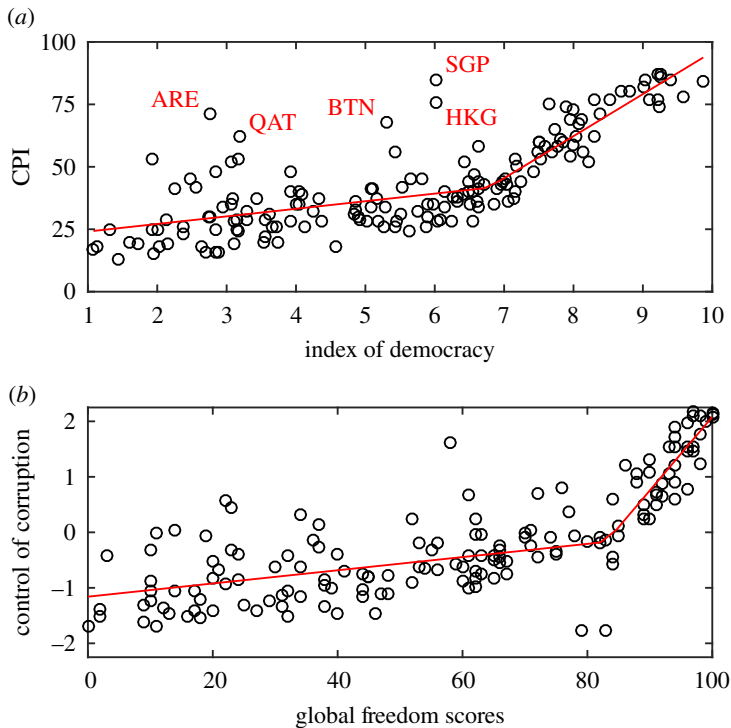 (a)
100
75
50
25
0
CPI
ARE
QAT
BTN
SGP
HKG
1 2 3 4 5 6 7 8 9 10
index of democracy
(b)
2
1
0
−1
−2
control of corruption
0 20 40 60 80 100
global freedom scores